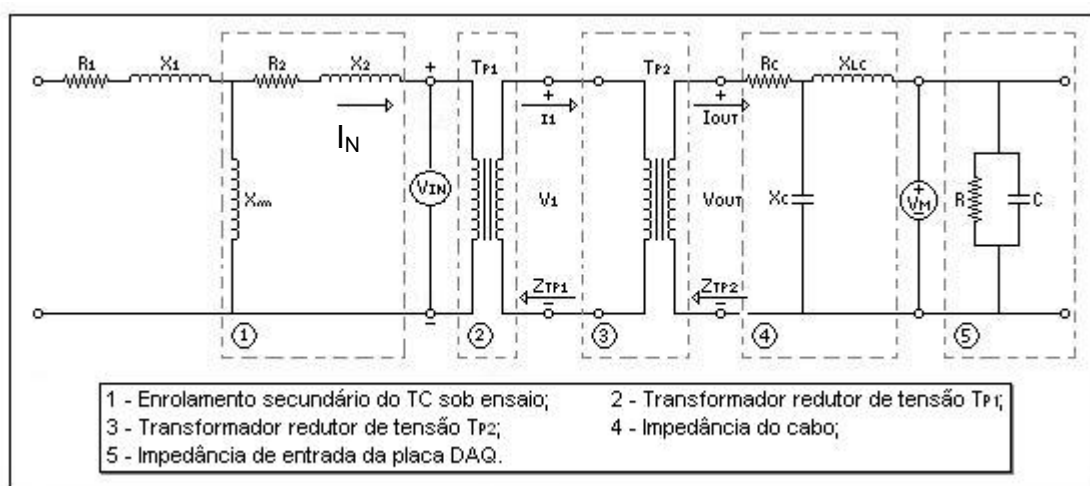 R1 X1 R2 X2 + TP1 TP2 RC XLC
IN + I1 + IOUT
Xm VIN V1 VOUT XC + VM − R C
ZTP1 ZTP2
− − −
1 2 3 4 5
1 - Enrolamento secundário do TC sob ensaio; 2 - Transformador redutor de tensão TP1;
3 - Transformador redutor de tensão TP2; 4 - Impedância do cabo;
5 - Impedância de entrada da placa DAQ.